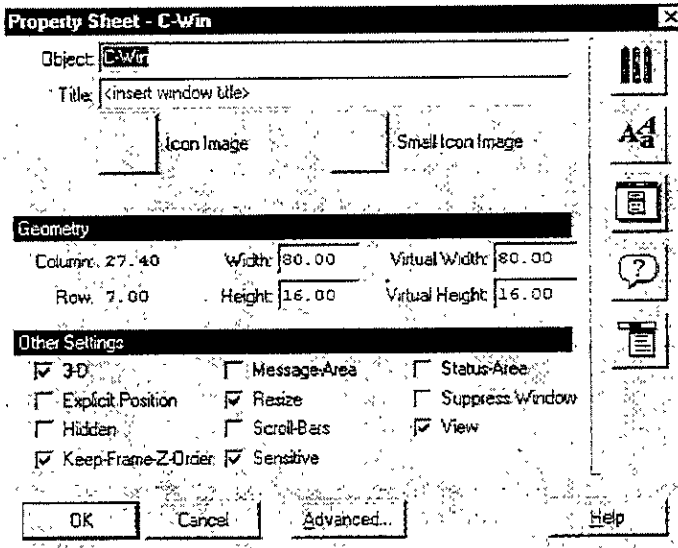 Property Sheet - C-Win
Object: C-Win
Title: <insert window title>
Icon Image Small Icon Image
Geometry
Column: 27.40 Width: 80.00 Virtual Width: 80.00
Row: 7.00 Height: 16.00 Virtual Height: 16.00
Other Settings
3-D Message-Area Status-Area
Explicit Position Resize Suppress Window
Hidden Scroll-Bars View
Keep-Frame-Z-Order Sensitive
OK Cancel Advanced... Help